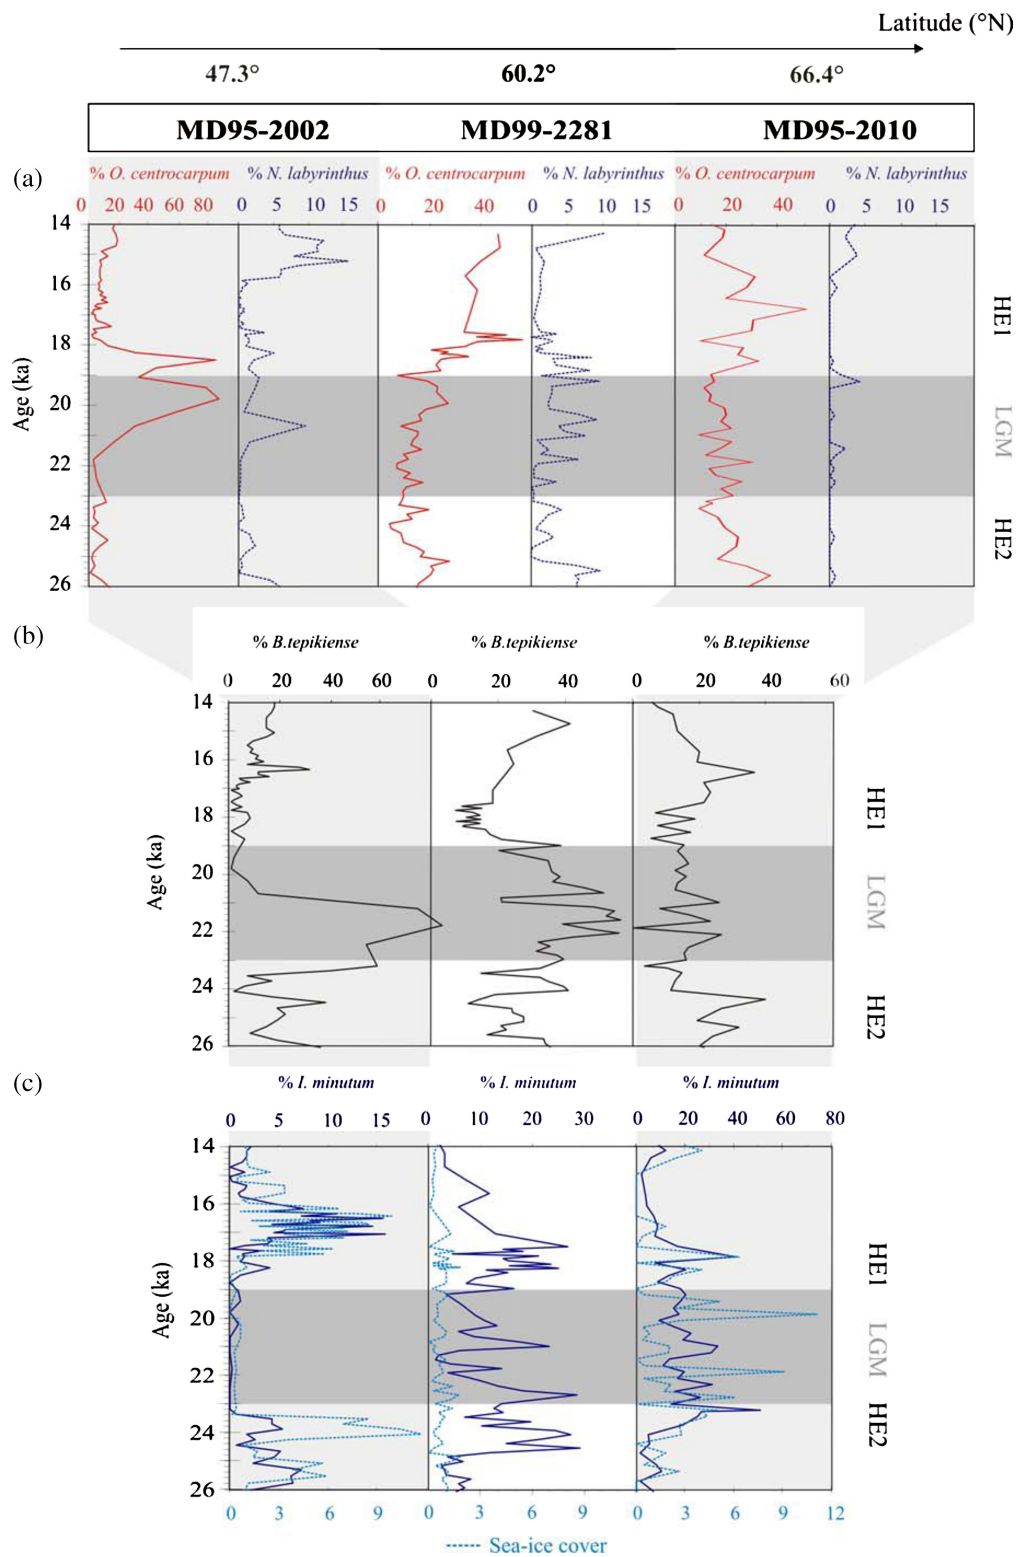 Latitude (°N)
47.3° 60.2° 66.4°
MD95-2002 MD99-2281 MD95-2010
(a)
% O. centrocarpum % N. labyrinthus % O. centrocarpum % N. labyrinthus % O. centrocarpum % N. labyrinthus
0 20 40 60 80 0 5 10 15 0 20 40 0 5 10 15 0 20 40 0 5 10 15
14
16
18
20
22
24
26
Age (ka)
HE1
LGM
HE2
(b)
% B.tepikiense % B.tepikiense % B.tepikiense
0 20 40 60 0 20 40 0 20 40 60
14
16
18
20
22
24
26
Age (ka)
HE1
LGM
HE2
(c)
% I. minutum % I. minutum % I. minutum
0 5 10 15 0 10 20 30 0 20 40 60 80
14
16
18
20
22
24
26
Age (ka)
HE1
LGM
HE2
0 3 6 9 0 3 6 9 0 3 6 9 12
Sea-ice cover